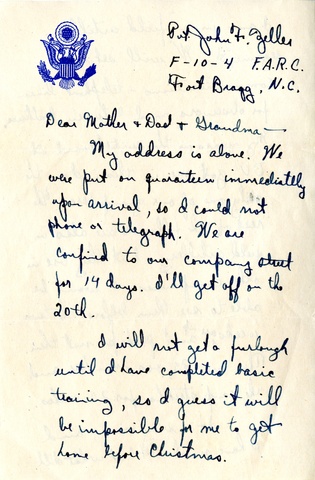 Pvt John F. Zeller
F-10-4 F.A.R.C.
Fort Bragg, N.C.
Dear Mother & Dad & Grandma—
My address is above. We
were put on quaranteen immediately
upon arrival, so I could not
phone or telegraph. We are
confined to our company street
for 14 days. I'll get off on the
20th.
I will not get a furlough
until I have completed basic
training, so I guess it will
be impossible for me to get
home before Christmas.